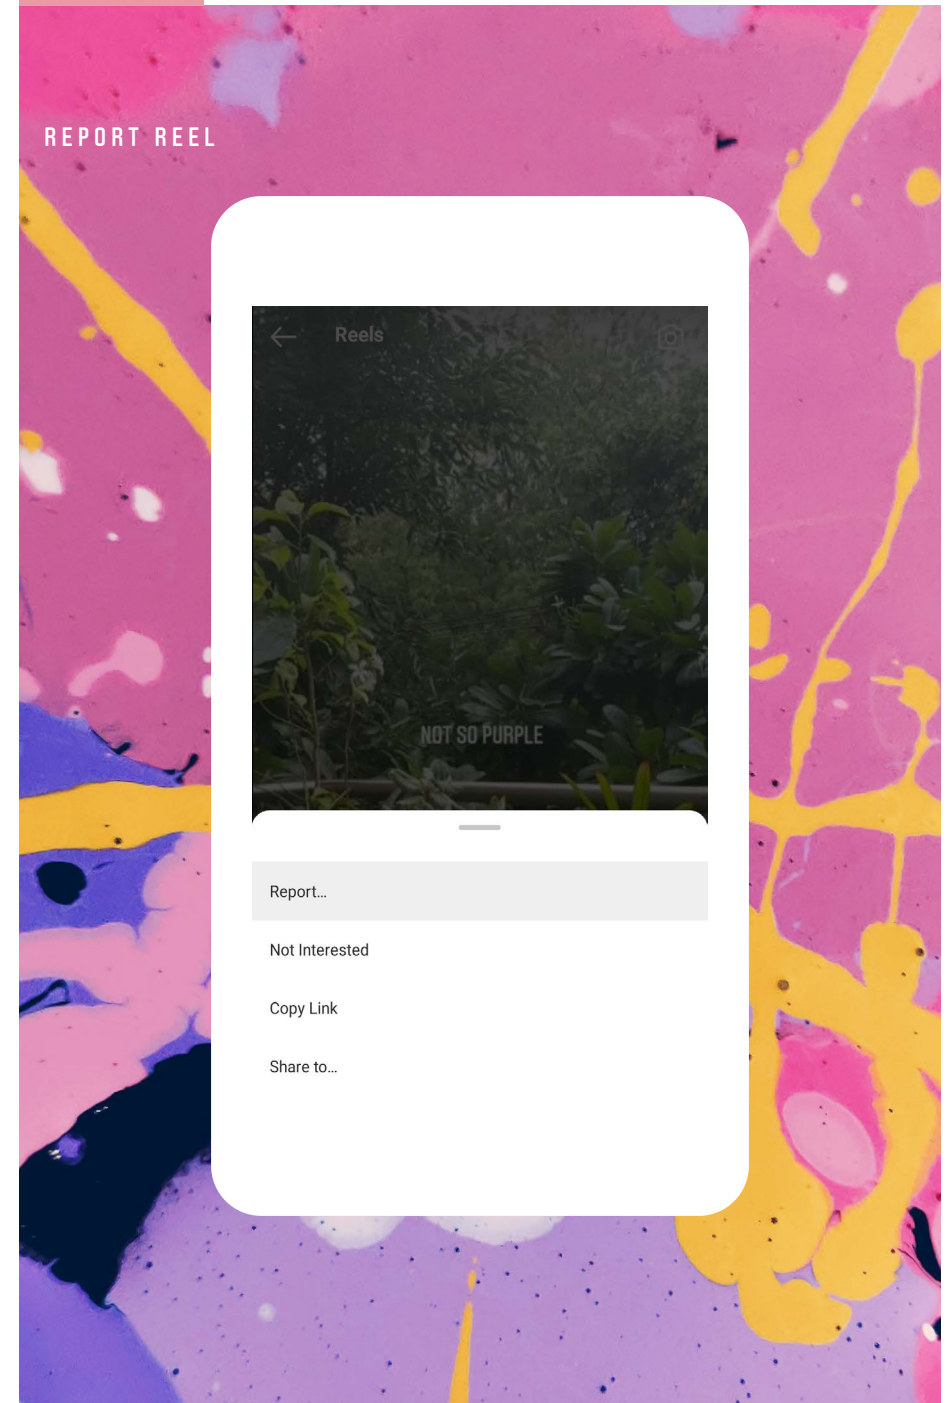 REPORT REEL
Reels
NOT SO PURPLE
Report...
Not Interested
Copy Link
Share to...